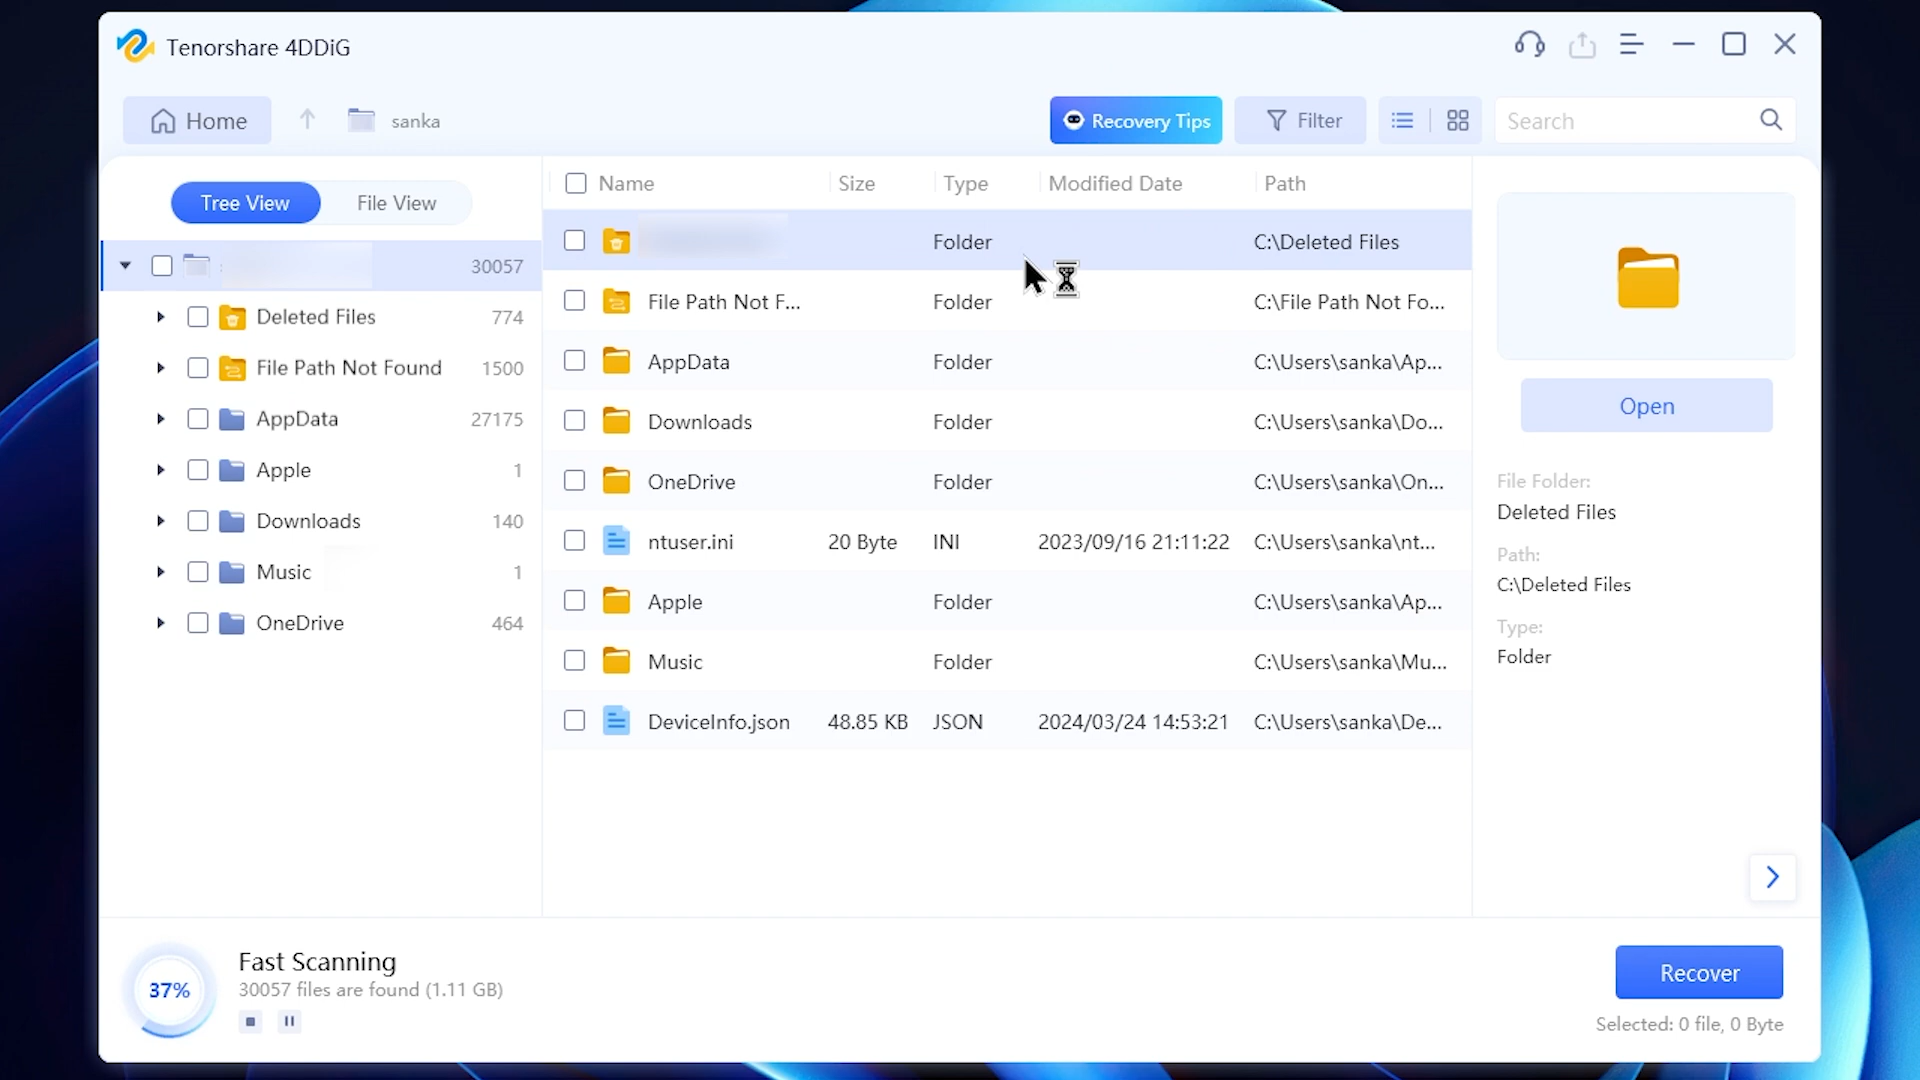 Tenorshare 4DDiG
Home
sanka
Recovery Tips
Filter
Search
Tree View
File View
30057
Deleted Files 774
File Path Not Found 1500
AppData 27175
Apple 1
Downloads 140
Music 1
OneDrive 464
Name Size Type Modified Date Path
Folder C:\Deleted Files
File Path Not F... Folder C:\File Path Not Fo...
AppData Folder C:\Users\sanka\Ap...
Downloads Folder C:\Users\sanka\Do...
OneDrive Folder C:\Users\sanka\On...
ntuser.ini 20 Byte INI 2023/09/16 21:11:22 C:\Users\sanka\nt...
Apple Folder C:\Users\sanka\Ap...
Music Folder C:\Users\sanka\Mu...
DeviceInfo.json 48.85 KB JSON 2024/03/24 14:53:21 C:\Users\sanka\De...
Open
File Folder:
Deleted Files
Path:
C:\Deleted Files
Type:
Folder
37%
Fast Scanning
30057 files are found (1.11 GB)
Recover
Selected: 0 file, 0 Byte